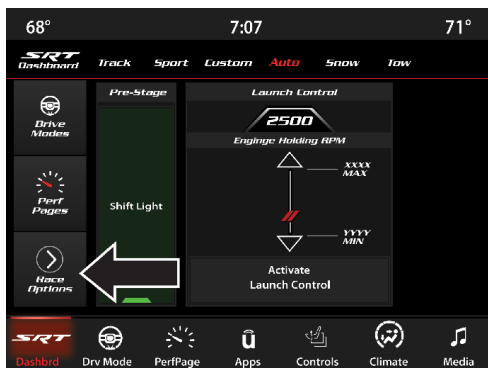 68° 7:07 71°
SRT
Dashboard Track Sport Custom Auto Snow Tow
Drive
Modes
Perf
Pages
Race
Options
Pre-Stage
Shift Light
Launch Control
2500
Enginge Holding RPM
XXXX
MAX
YYYY
MIN
Activate
Launch Control
SRT
Dashbrd Drv Mode PerfPage Apps Controls Climate Media